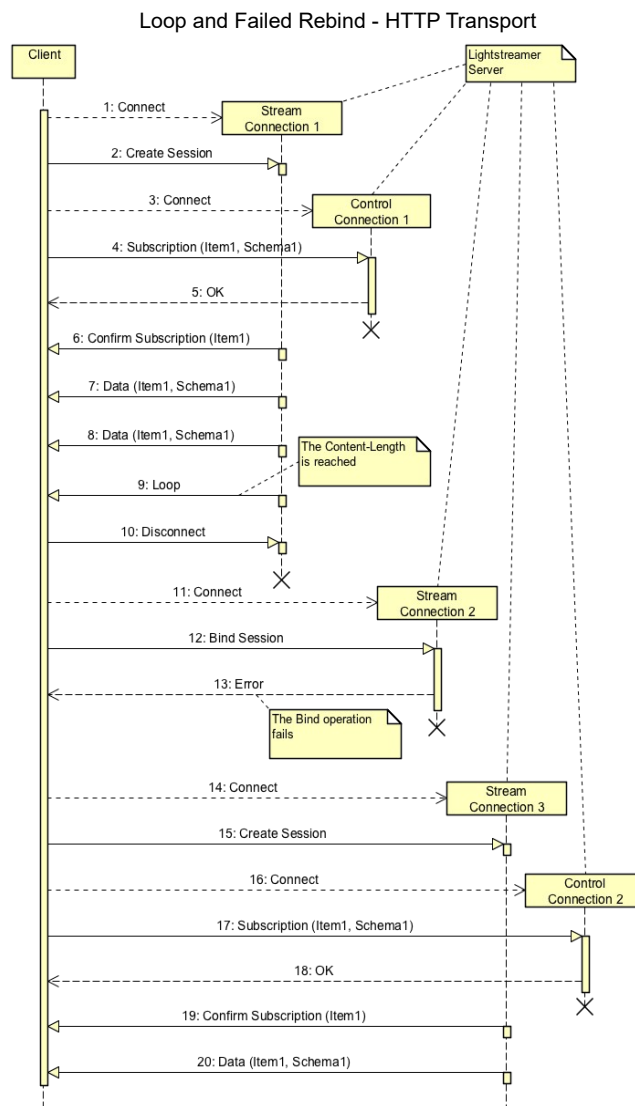 Loop and Failed Rebind - HTTP Transport
Client
Lightstreamer
Server
1: Connect
Stream
Connection 1
2: Create Session
3: Connect
Control
Connection 1
4: Subscription (Item1, Schema1)
5: OK
6: Confirm Subscription (Item1)
7: Data (Item1, Schema1)
8: Data (Item1, Schema1)
The Content-Length
is reached
9: Loop
10: Disconnect
11: Connect
Stream
Connection 2
12: Bind Session
13: Error
The Bind operation
fails
14: Connect
Stream
Connection 3
15: Create Session
16: Connect
Control
Connection 2
17: Subscription (Item1, Schema1)
18: OK
19: Confirm Subscription (Item1)
20: Data (Item1, Schema1)